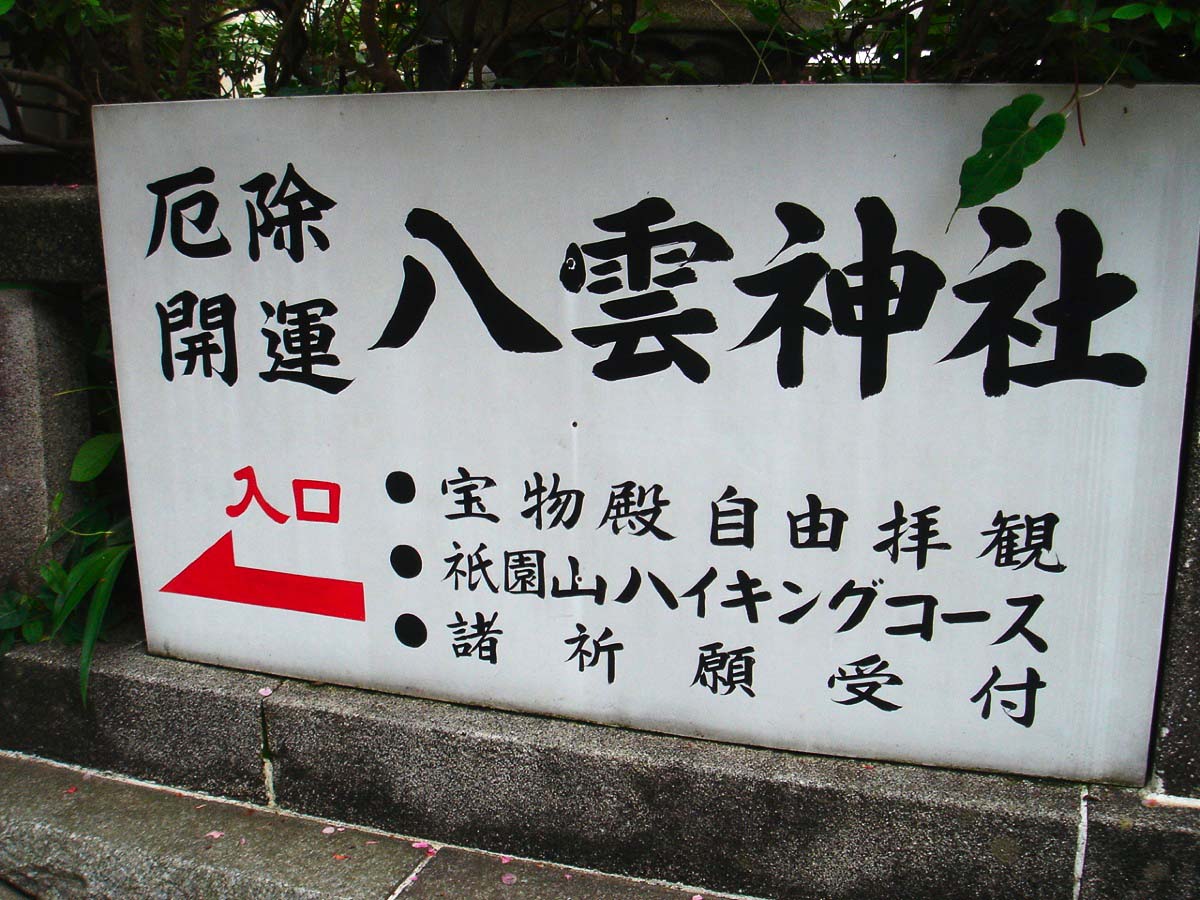 厄除
開運
八雲神社
入口
●宝物殿自由拝観
●祇園山ハイキングコース
●諸祈願受付